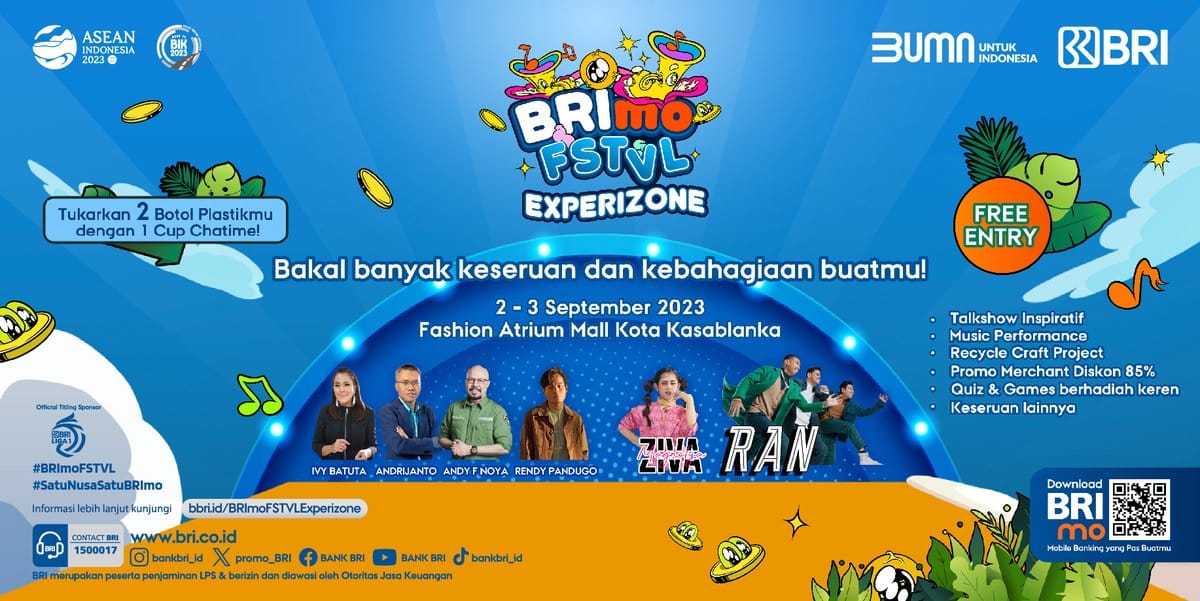 ASEAN
INDONESIA
2023
BIK
2023
BUMN UNTUK
INDONESIA
BRI
BRImo
FSTVL
EXPERIZONE
Tukarkan 2 Botol Plastikmu
dengan 1 Cup Chatime!
FREE
ENTRY
Bakal banyak keseruan dan kebahagiaan buatmu!
2 - 3 September 2023
Fashion Atrium Mall Kota Kasablanka
• Talkshow Inspiratif
• Music Performance
• Recycle Craft Project
• Promo Merchant Diskon 85%
• Quiz & Games berhadiah keren
• Keseruan lainnya
IVY BATUTA
ANDRIJANTO
ANDY F NOYA
RENDY PANDUGO
ZIVA
Magnolya
RAN
Official Titling Sponsor
BRI
LIGA 1
#BRImoFSTVL
#SatuNusaSatuBRImo
Informasi lebih lanjut kunjungi bbri.id/BRImoFSTVLExperizone
CONTACT BRI
1500017
www.bri.co.id
bankbri_id promo_BRI BANK BRI BANK BRI bankbri_id
BRI merupakan peserta penjaminan LPS & berizin dan diawasi oleh Otoritas Jasa Keuangan
Download
BRI
mo
Mobile Banking yang Pas Buatmu